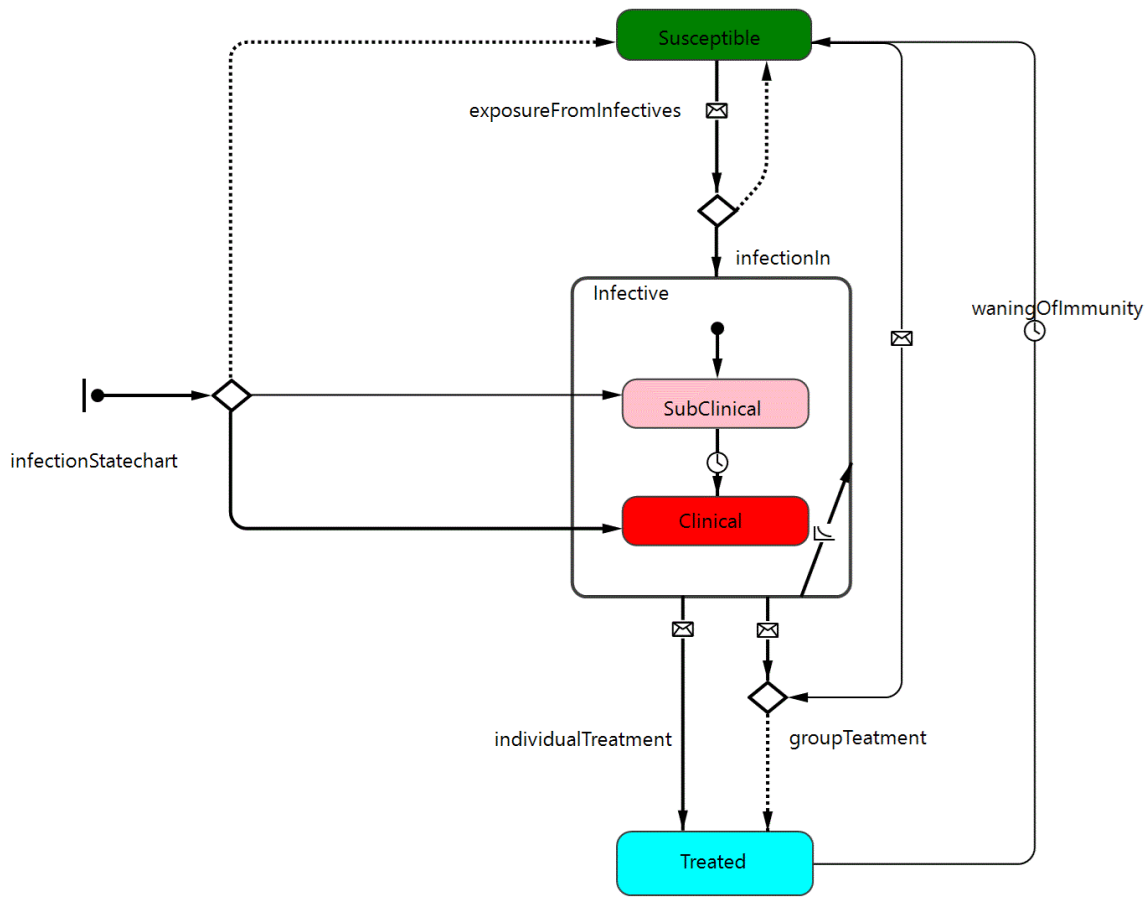 Susceptible
exposureFromInfectives
infectionIn
Infective
waningOfImmunity
SubClinical
infectionStatechart
Clinical
individualTreatment
groupTeatment
Treated